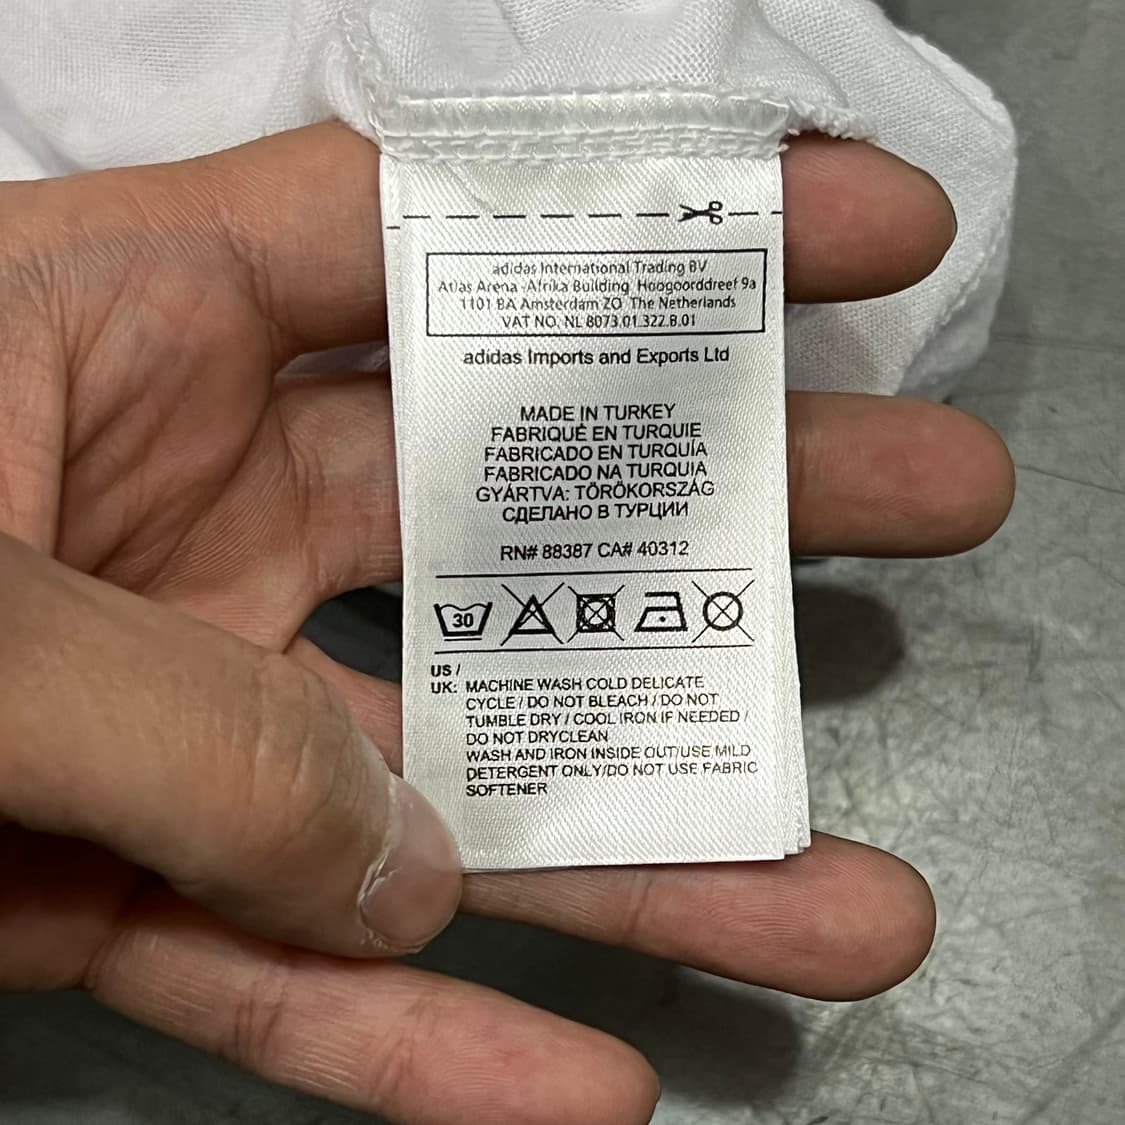 adidas International Trading BV
Atlas Arena -Afrika Building, Hoogoorddreef 9a
1101 BA Amsterdam ZO The Netherlands
VAT NO. NL 8073.01.322.B.01
adidas Imports and Exports Ltd
MADE IN TURKEY
FABRIQUÉ EN TURQUIE
FABRICADO EN TURQUÍA
FABRICADO NA TURQUIA
GYÁRTVA: TÖRÖKORSZÁG
СДЕЛАНО В ТУРЦИИ
RN# 88387 CA# 40312
30
US /
UK: MACHINE WASH COLD DELICATE
CYCLE / DO NOT BLEACH / DO NOT
TUMBLE DRY / COOL IRON IF NEEDED /
DO NOT DRYCLEAN
WASH AND IRON INSIDE OUT/USE MILD
DETERGENT ONLY/DO NOT USE FABRIC
SOFTENER